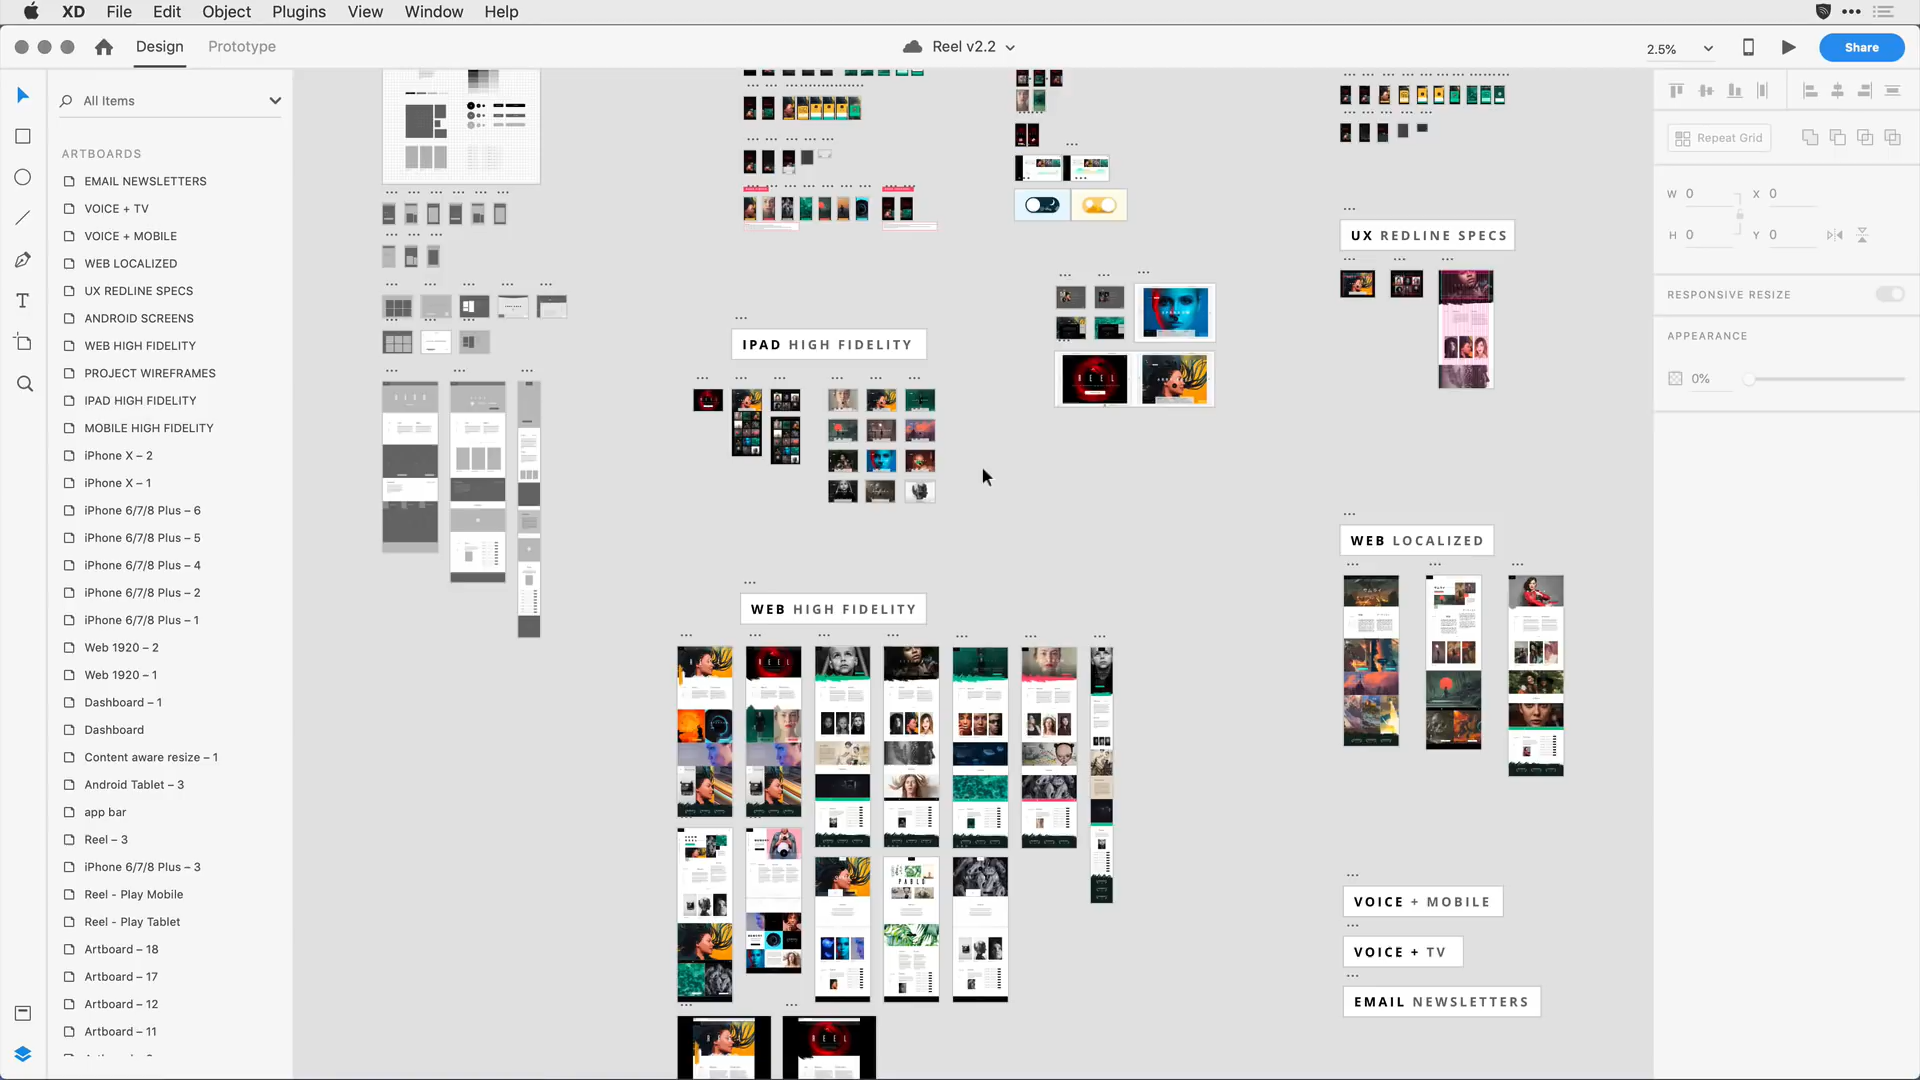 XD File Edit Object Plugins View Window Help
Design Prototype
Reel v2.2
2.5%
Share
All Items
ARTBOARDS
EMAIL NEWSLETTERS
VOICE + TV
VOICE + MOBILE
WEB LOCALIZED
UX REDLINE SPECS
ANDROID SCREENS
WEB HIGH FIDELITY
PROJECT WIREFRAMES
IPAD HIGH FIDELITY
MOBILE HIGH FIDELITY
iPhone X – 2
iPhone X – 1
iPhone 6/7/8 Plus – 6
iPhone 6/7/8 Plus – 5
iPhone 6/7/8 Plus – 4
iPhone 6/7/8 Plus – 2
iPhone 6/7/8 Plus – 1
Web 1920 – 2
Web 1920 – 1
Dashboard – 1
Dashboard
Content aware resize – 1
Android Tablet – 3
app bar
Reel – 3
iPhone 6/7/8 Plus – 3
Reel - Play Mobile
Reel - Play Tablet
Artboard – 18
Artboard – 17
Artboard – 12
Artboard – 11
IPAD HIGH FIDELITY
WEB HIGH FIDELITY
REEL
PABLO
UX REDLINE SPECS
WEB LOCALIZED
VOICE + MOBILE
VOICE + TV
EMAIL NEWSLETTERS
Repeat Grid
W 0 X 0
H 0 Y 0
RESPONSIVE RESIZE
APPEARANCE
0%